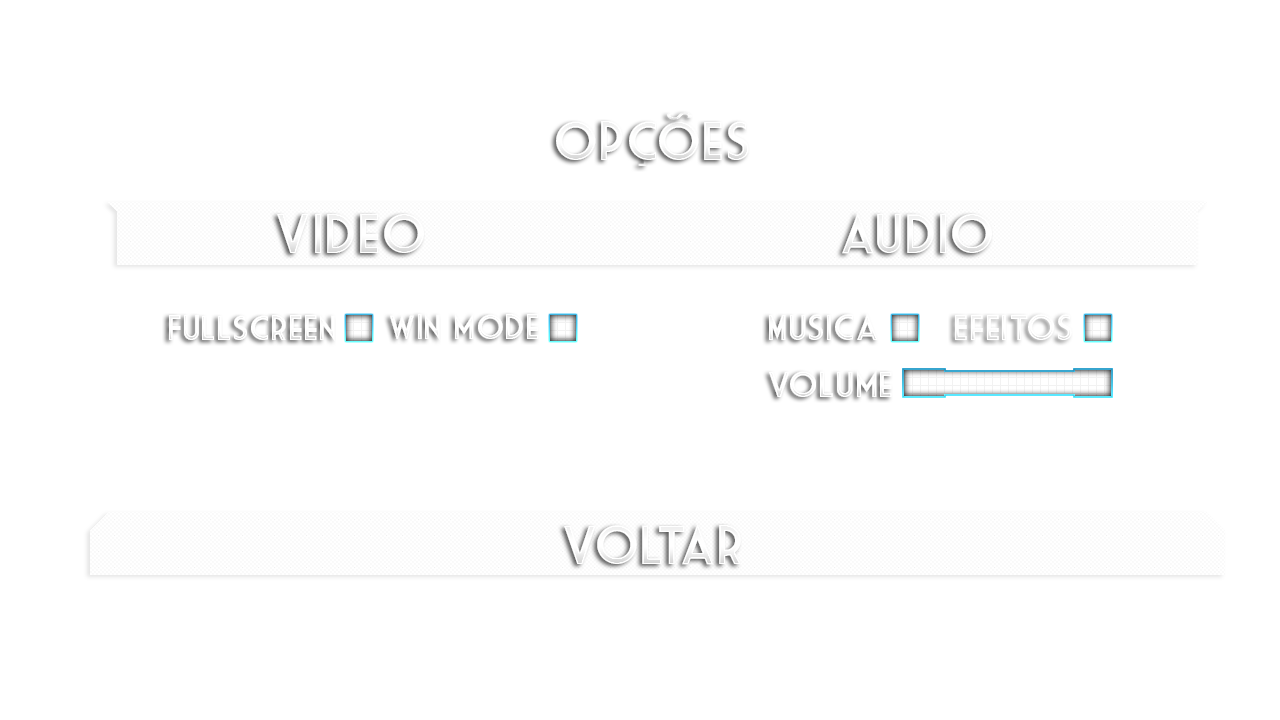 OPÇÕES
VIDEO AUDIO
FULLSCREEN WIN MODE MUSICA EFEITOS
VOLUME
VOLTAR